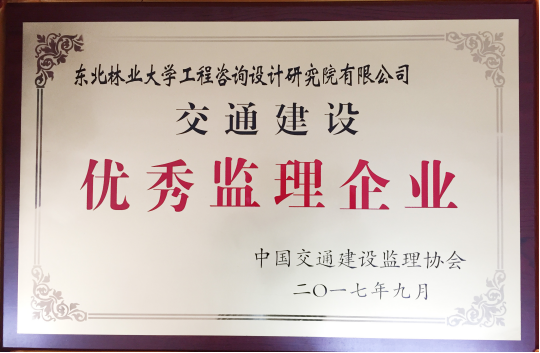 东北林业大学工程咨询设计研究院有限公司
交通建设
优秀监理企业
中国交通建设监理协会
二〇一七年九月